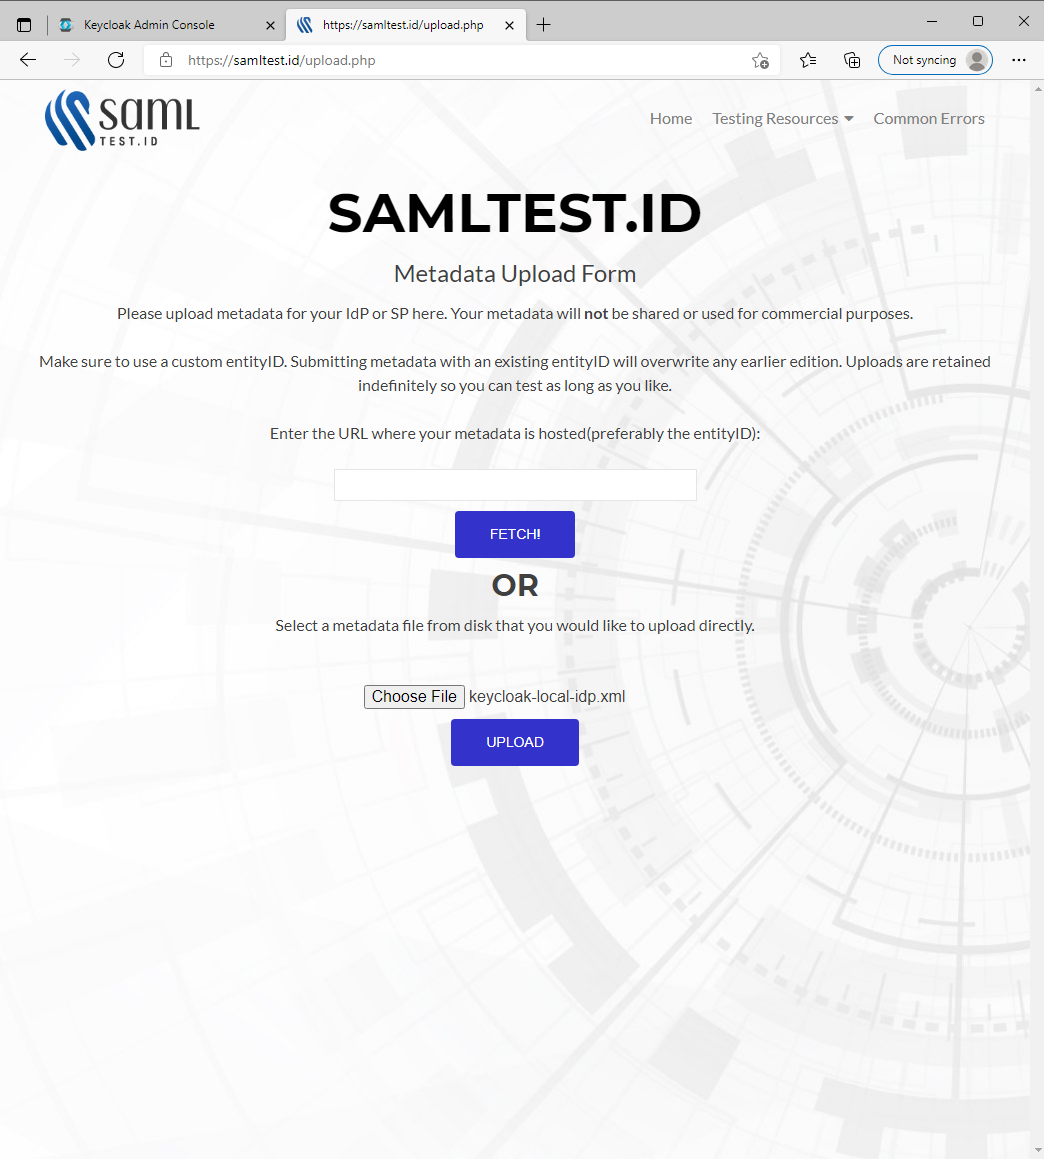 Keycloak Admin Console
https://samltest.id/upload.php
https://samltest.id/upload.php
Not syncing
saml
TEST.ID
Home
Testing Resources
Common Errors
SAMLTEST.ID
Metadata Upload Form
Please upload metadata for your IdP or SP here. Your metadata will not be shared or used for commercial purposes.
Make sure to use a custom entityID. Submitting metadata with an existing entityID will overwrite any earlier edition. Uploads are retained
indefinitely so you can test as long as you like.
Enter the URL where your metadata is hosted(preferably the entityID):
FETCH!
OR
Select a metadata file from disk that you would like to upload directly.
Choose File keycloak-local-idp.xml
UPLOAD